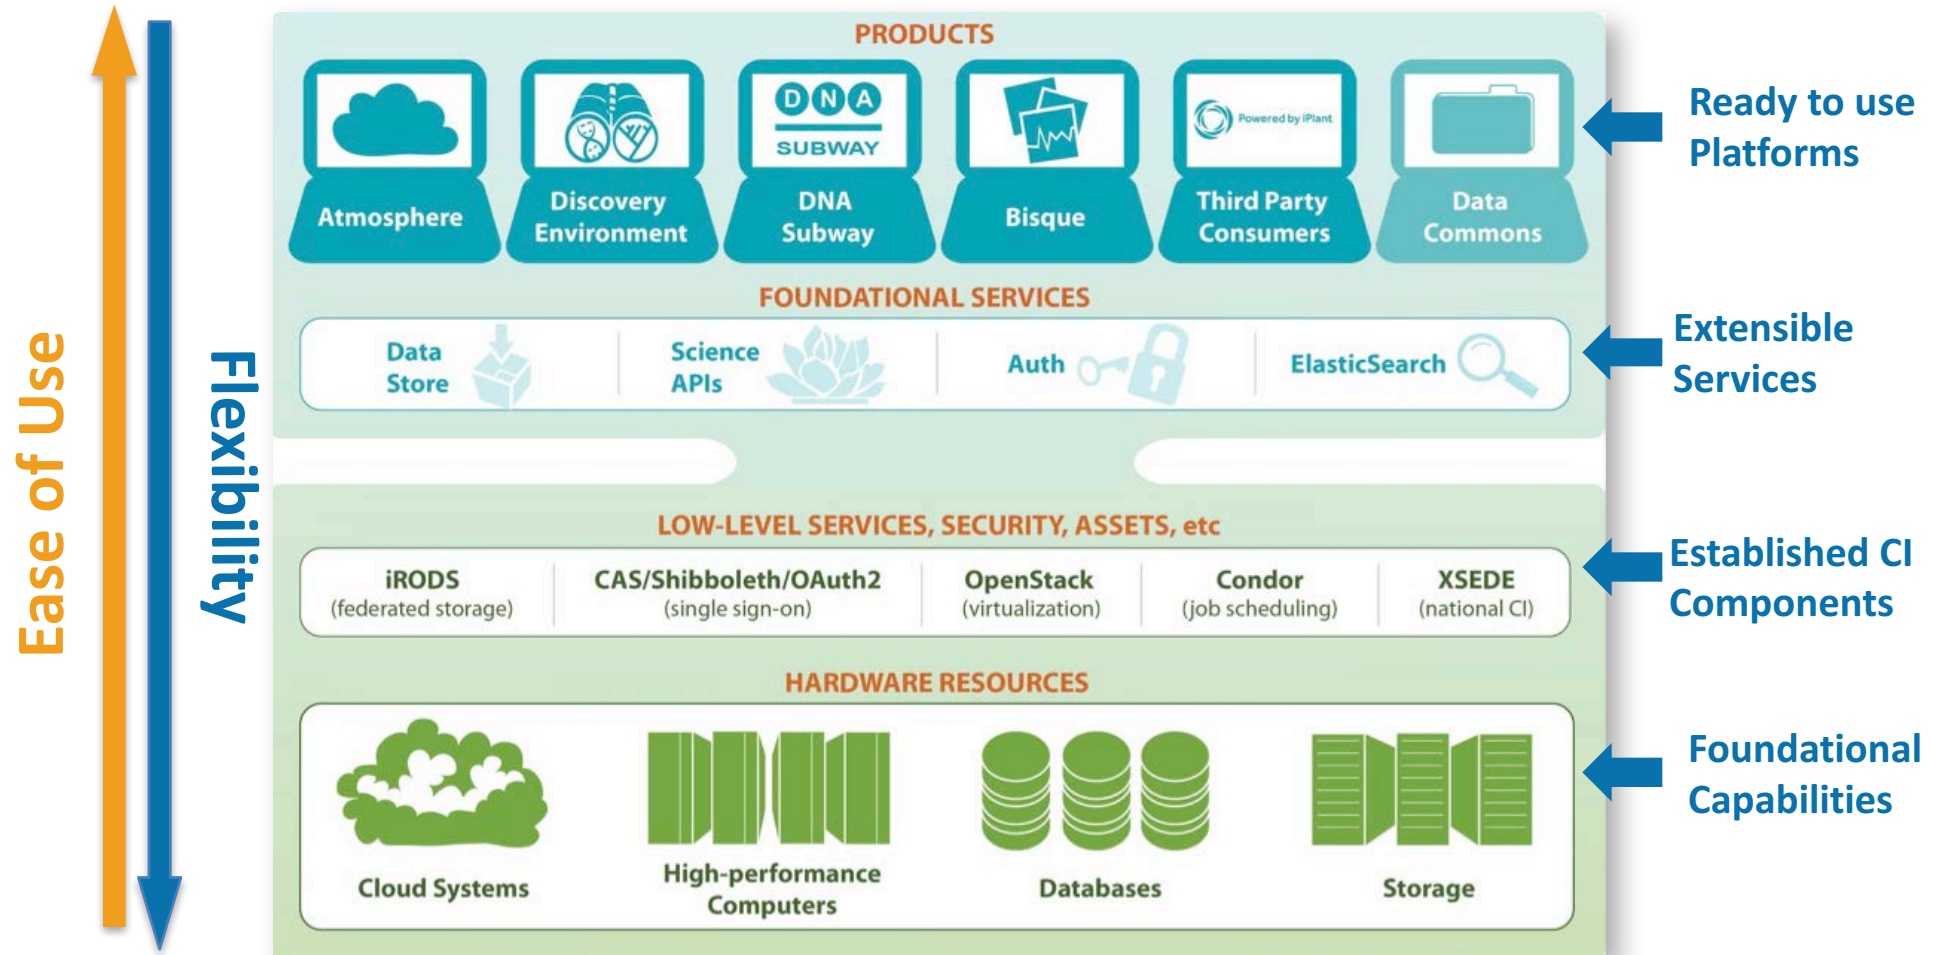 Ease of Use
Flexibility
PRODUCTS
DNA
SUBWAY
Powered by iPlant
Atmosphere
Discovery
Environment
DNA
Subway
Bisque
Third Party
Consumers
Data
Commons
Ready to use
Platforms
FOUNDATIONAL SERVICES
Data
Store
Science
APIs
Auth
ElasticSearch
Extensible
Services
LOW-LEVEL SERVICES, SECURITY, ASSETS, etc
iRODS
(federated storage)
CAS/Shibboleth/OAuth2
(single sign-on)
OpenStack
(virtualization)
Condor
(job scheduling)
XSEDE
(national CI)
Established CI
Components
HARDWARE RESOURCES
Cloud Systems
High-performance
Computers
Databases
Storage
Foundational
Capabilities